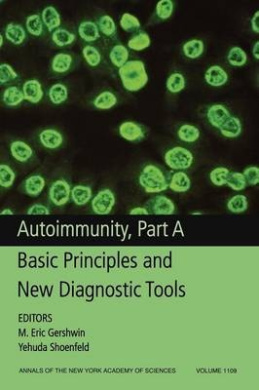 Autoimmunity, Part A
Basic Principles and
New Diagnostic Tools
EDITORS
M. Eric Gershwin
Yehuda Shoenfeld
ANNALS OF THE NEW YORK ACADEMY OF SCIENCES VOLUME 1109